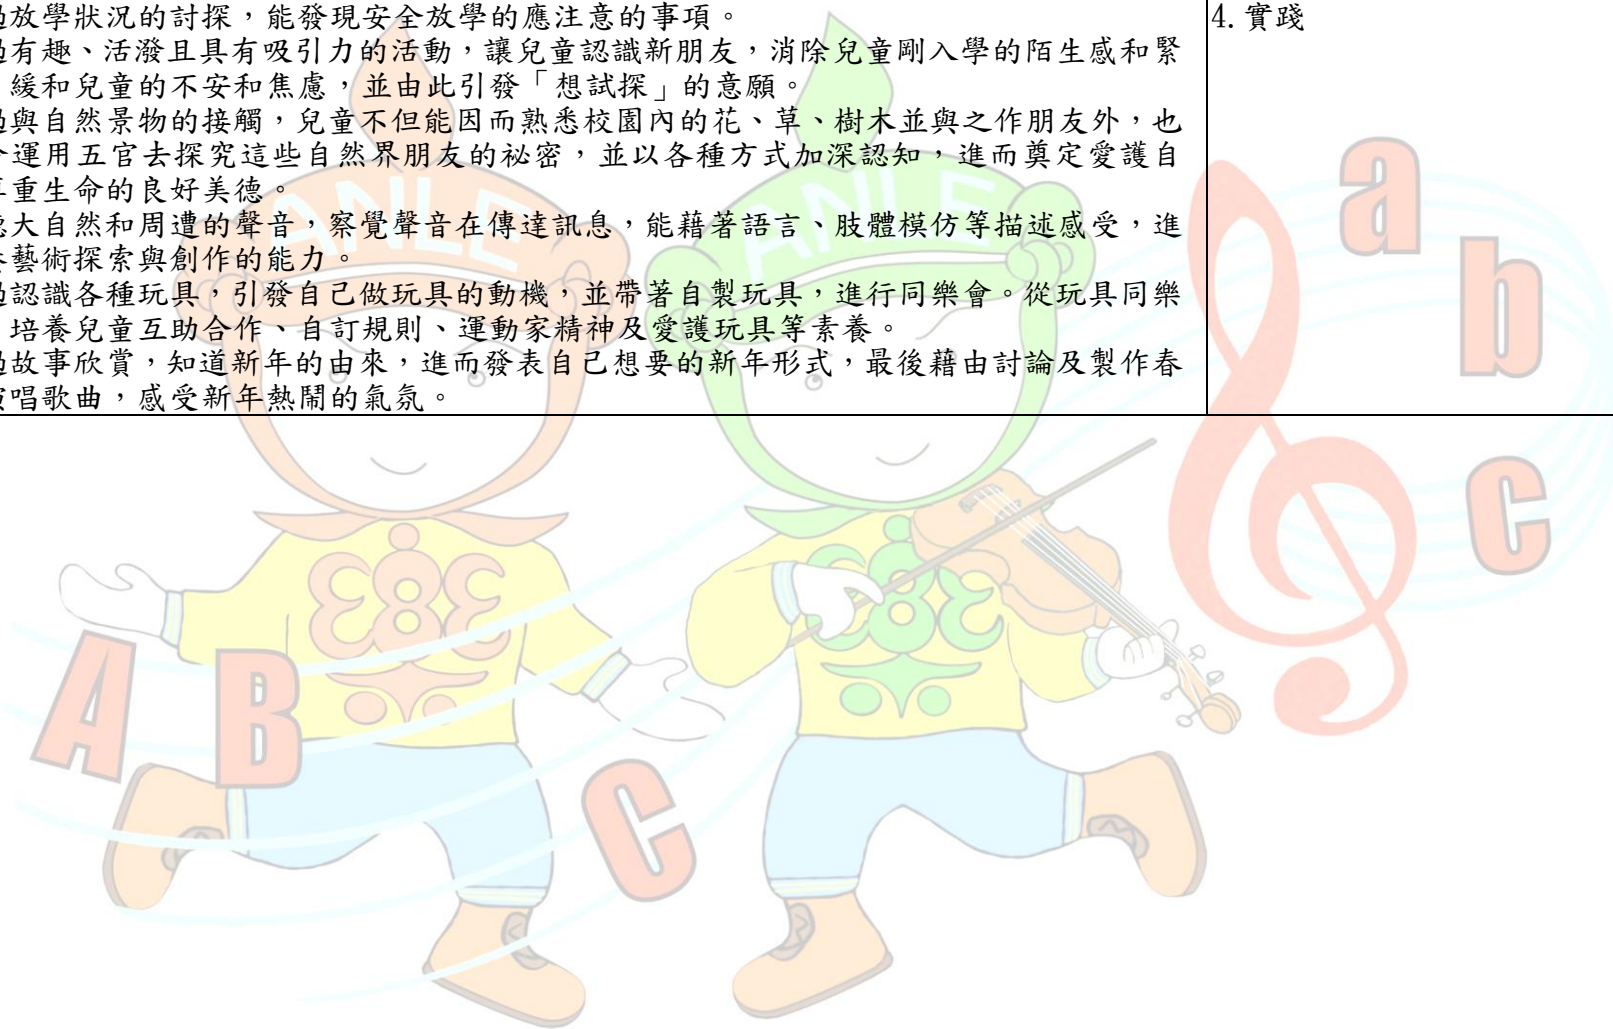 放學狀況的討探，能發現安全放學的應注意的事項。
有趣、活潑且具有吸引力的活動，讓兒童認識新朋友，消除兒童剛入學的陌生感和緊
緩和兒童的不安和焦慮，並由此引發「想試探」的意願。
與自然景物的接觸，兒童不但能因而熟悉校園內的花、草、樹木並與之作朋友外，也
運用五官去探究這些自然界朋友的祕密，並以各種方式加深認知，進而奠定愛護自
重生命的良好美德。
大自然和周遭的聲音，察覺聲音在傳達訊息，能藉著語言、肢體模仿等描述感受，進
藝術探索與創作的能力。
認識各種玩具，引發自己做玩具的動機，並帶著自製玩具，進行同樂會。從玩具同樂
培養兒童互助合作、自訂規則、運動家精神及愛護玩具等素養。
故事欣賞，知道新年的由來，進而發表自己想要的新年形式，最後藉由討論及製作春
唱歌曲，感受新年熱鬧的氣氛。
4.實踐
ANLE
ANLE
a
b
c
A
B
C